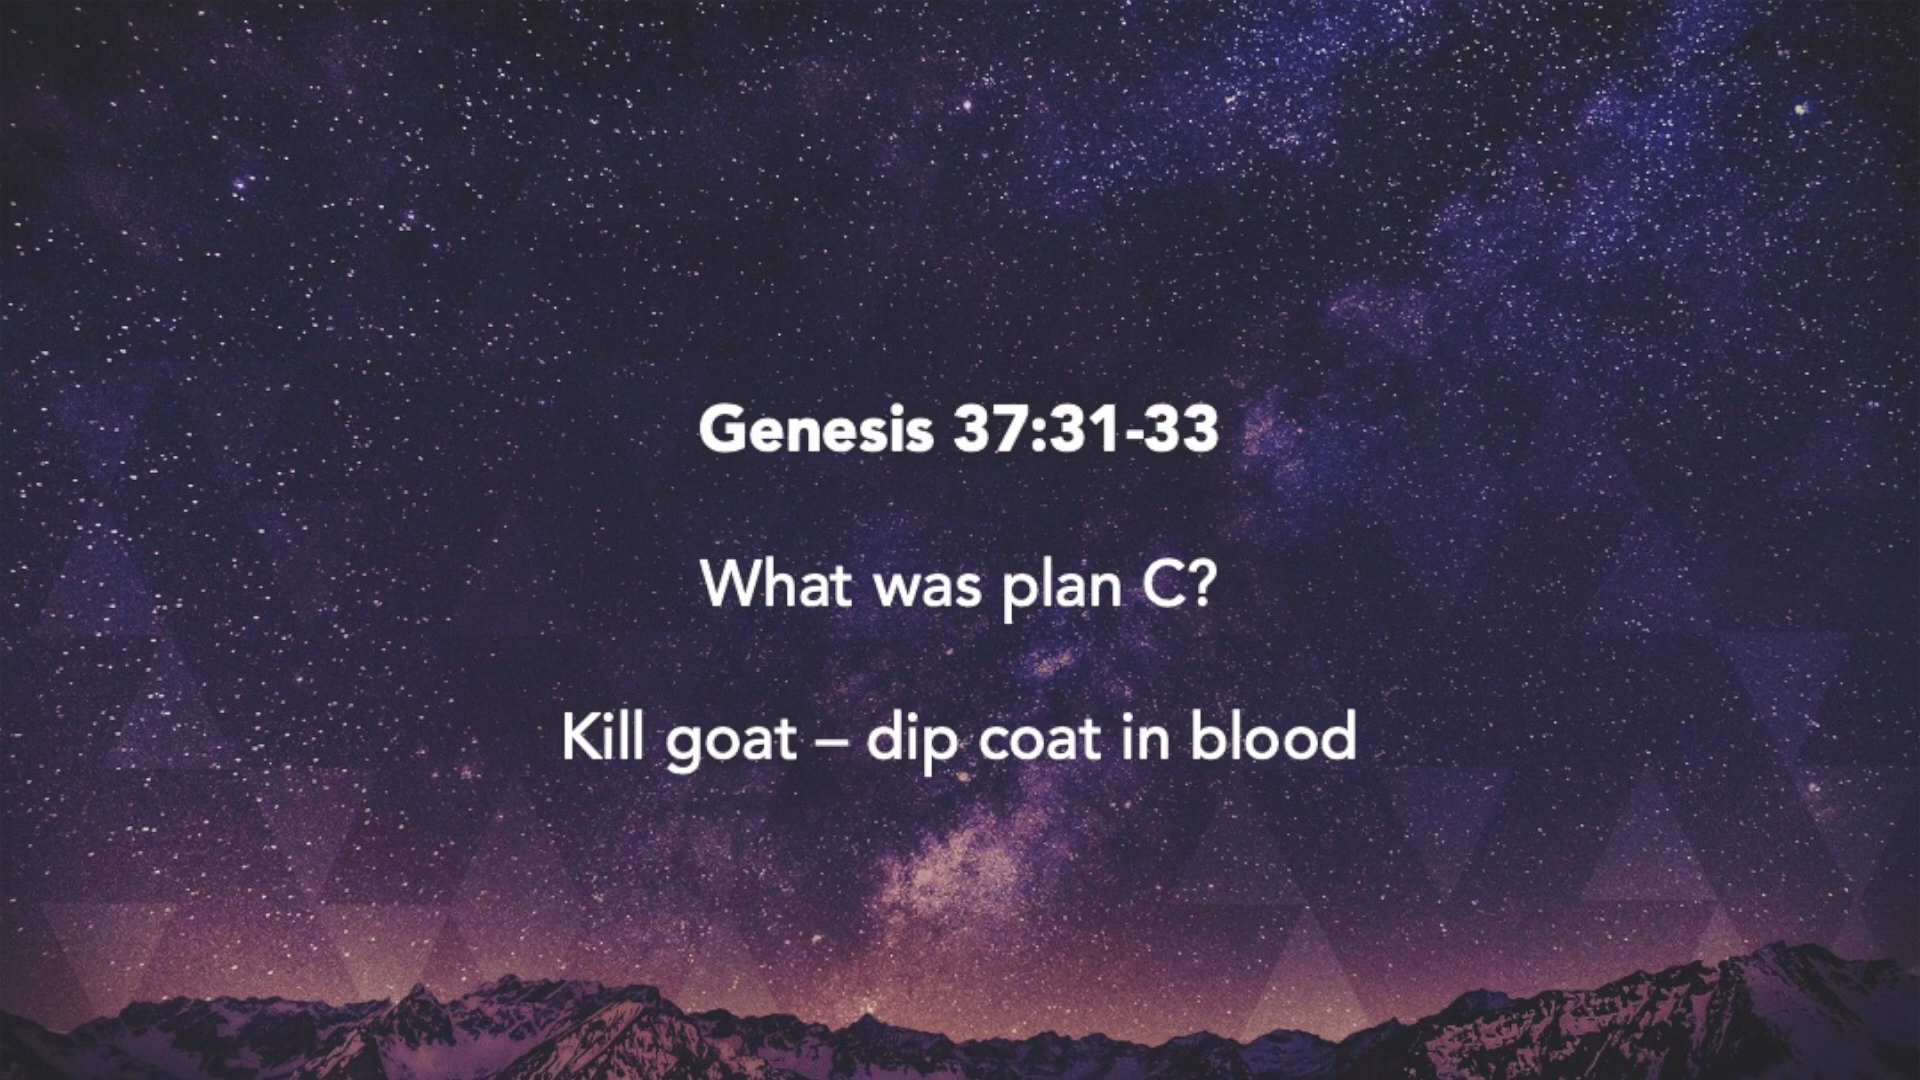 Genesis 37:31-33
What was plan C?
Kill goat – dip coat in blood